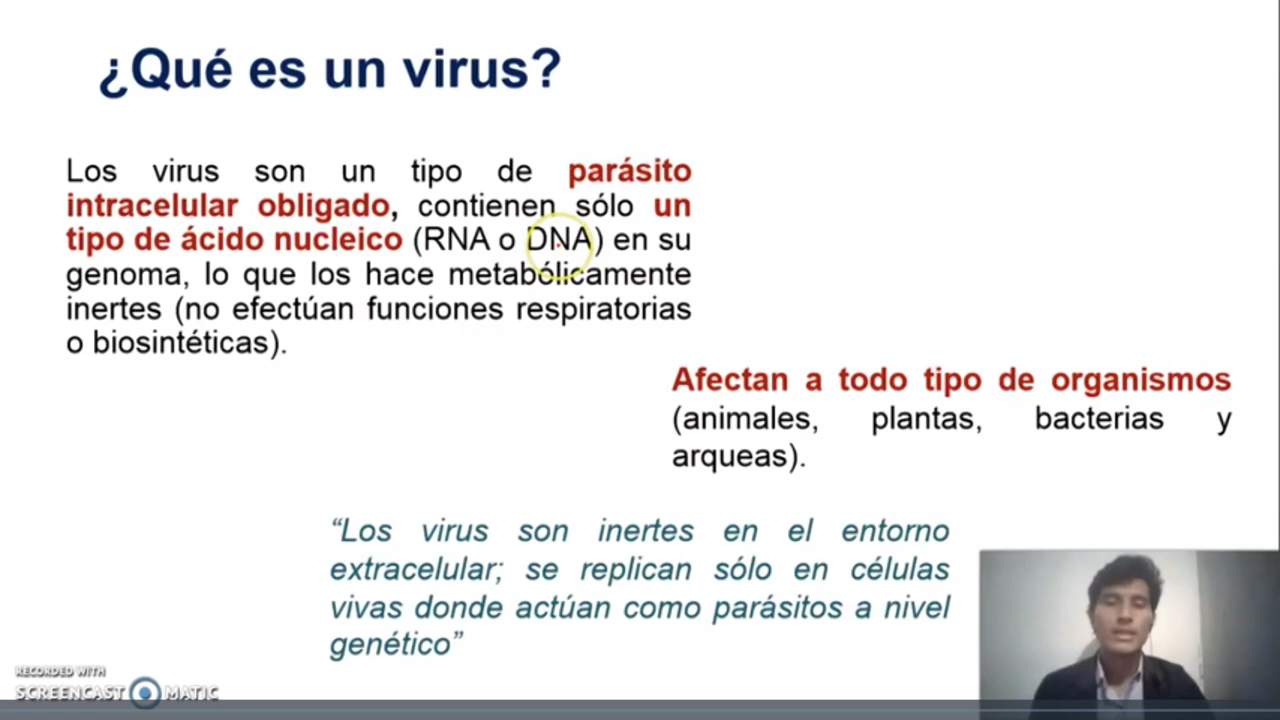 ¿Qué es un virus?
Los virus son un tipo de parásito
intracelular obligado, contienen sólo un
tipo de ácido nucleico (RNA o DNA) en su
genoma, lo que los hace metabólicamente
inertes (no efectúan funciones respiratorias
o biosintéticas).
Afectan a todo tipo de organismos
(animales, plantas, bacterias y
arqueas).
“Los virus son inertes en el entorno
extracelular; se replican sólo en células
vivas donde actúan como parásitos a nivel
genético”
RECORDED WITH
SCREENCAST MATIC